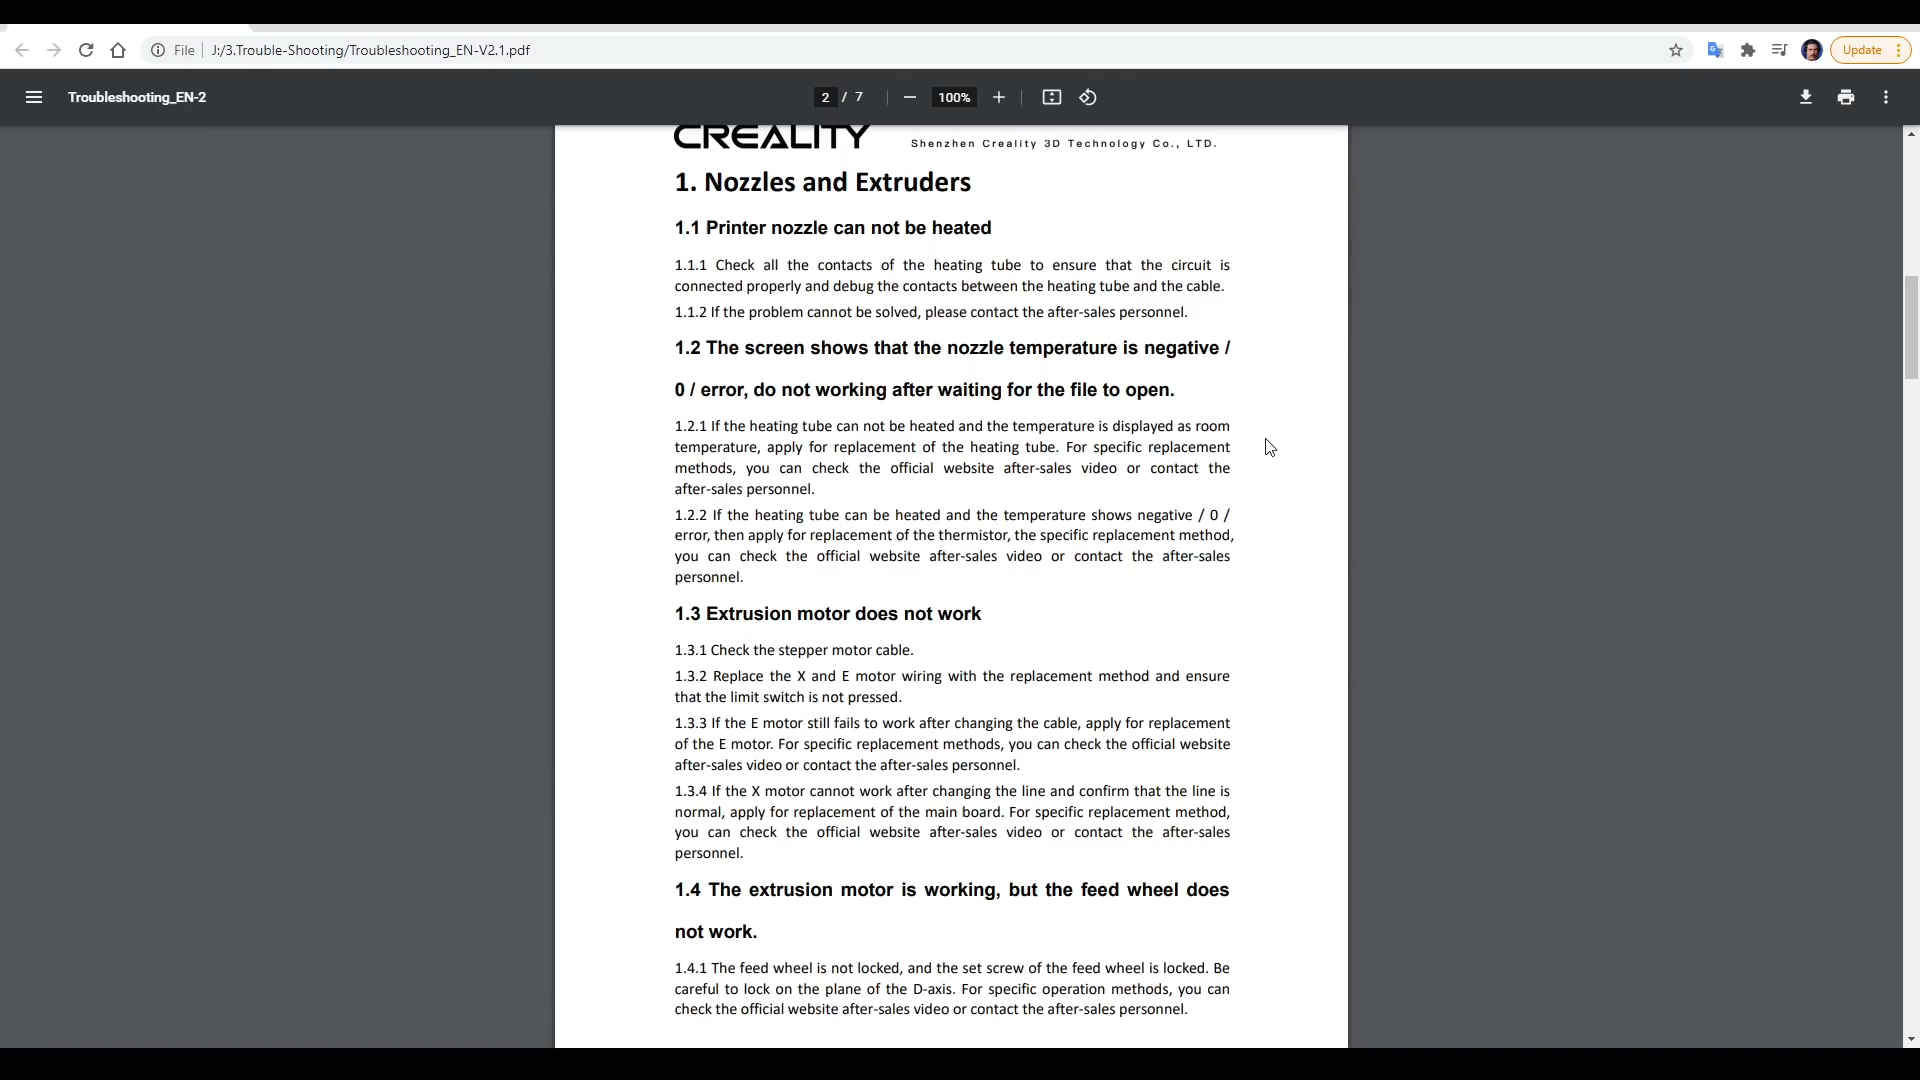 File J:/3.Trouble-Shooting/Troubleshooting_EN-V2.1.pdf
Update
Troubleshooting_EN-2
2 / 7
100%
CREALITY
Shenzhen Creality 3D Technology Co., LTD.
1. Nozzles and Extruders
1.1 Printer nozzle can not be heated
1.1.1 Check all the contacts of the heating tube to ensure that the circuit is
connected properly and debug the contacts between the heating tube and the cable.
1.1.2 If the problem cannot be solved, please contact the after-sales personnel.
1.2 The screen shows that the nozzle temperature is negative /
0 / error, do not working after waiting for the file to open.
1.2.1 If the heating tube can not be heated and the temperature is displayed as room
temperature, apply for replacement of the heating tube. For specific replacement
methods, you can check the official website after-sales video or contact the
after-sales personnel.
1.2.2 If the heating tube can be heated and the temperature shows negative / 0 /
error, then apply for replacement of the thermistor, the specific replacement method,
you can check the official website after-sales video or contact the after-sales
personnel.
1.3 Extrusion motor does not work
1.3.1 Check the stepper motor cable.
1.3.2 Replace the X and E motor wiring with the replacement method and ensure
that the limit switch is not pressed.
1.3.3 If the E motor still fails to work after changing the cable, apply for replacement
of the E motor. For specific replacement methods, you can check the official website
after-sales video or contact the after-sales personnel.
1.3.4 If the X motor cannot work after changing the line and confirm that the line is
normal, apply for replacement of the main board. For specific replacement method,
you can check the official website after-sales video or contact the after-sales
personnel.
1.4 The extrusion motor is working, but the feed wheel does
not work.
1.4.1 The feed wheel is not locked, and the set screw of the feed wheel is locked. Be
careful to lock on the plane of the D-axis. For specific operation methods, you can
check the official website after-sales video or contact the after-sales personnel.